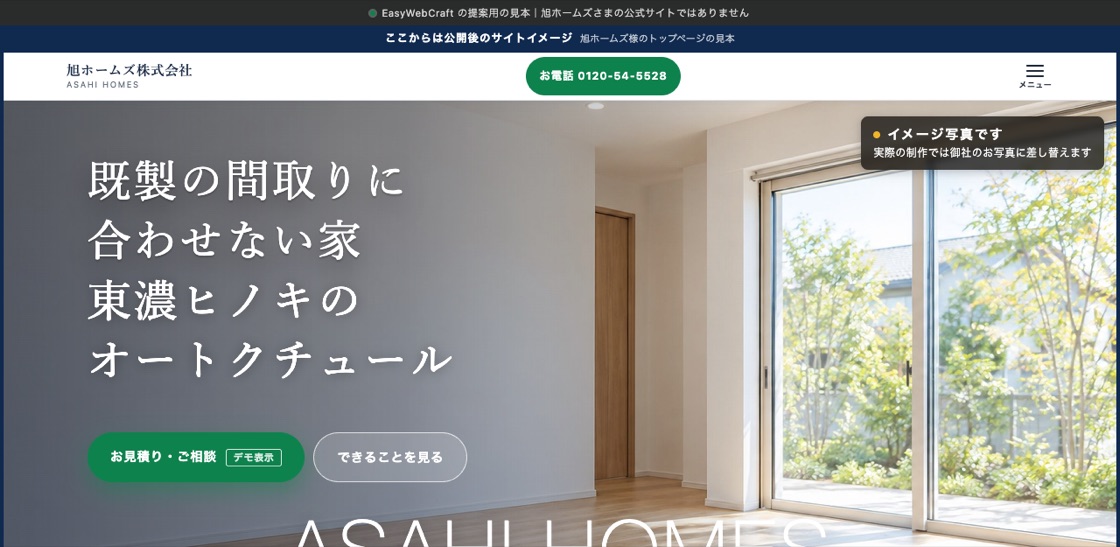 EasyWebCraft の提案用の見本｜旭ホームズさまの公式サイトではありません
ここからは公開後のサイトイメージ 旭ホームズ様のトップページの見本
旭ホームズ株式会社
ASAHI HOMES
お電話 0120-54-5528
メニュー
イメージ写真です
実際の制作では御社のお写真に差し替えます
既製の間取りに
合わせない家
東濃ヒノキの
オートクチュール
お見積り・ご相談 デモ表示
できることを見る
ASAHI HOMES